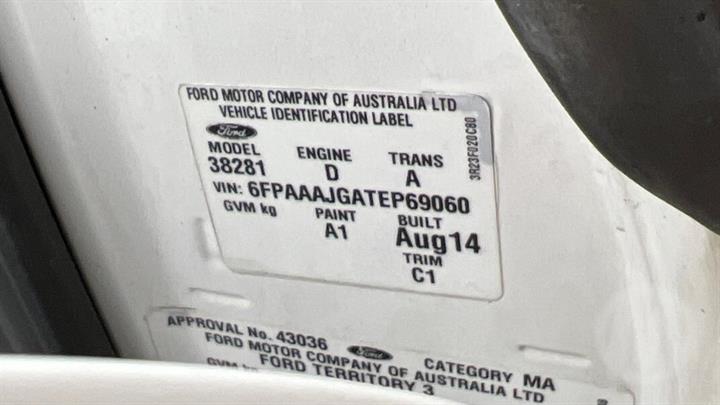 FORD MOTOR COMPANY OF AUSTRALIA LTD
VEHICLE IDENTIFICATION LABEL
Ford
MODEL ENGINE TRANS
38281 D A
VIN: 6FPAAAJGATEP69060
GVM kg PAINT BUILT
A1 Aug14
TRIM
C1
3R23F020C80
APPROVAL No. 43036 Ford CATEGORY MA
FORD MOTOR COMPANY OF AUSTRALIA LTD
FORD TERRITORY 3
GVM